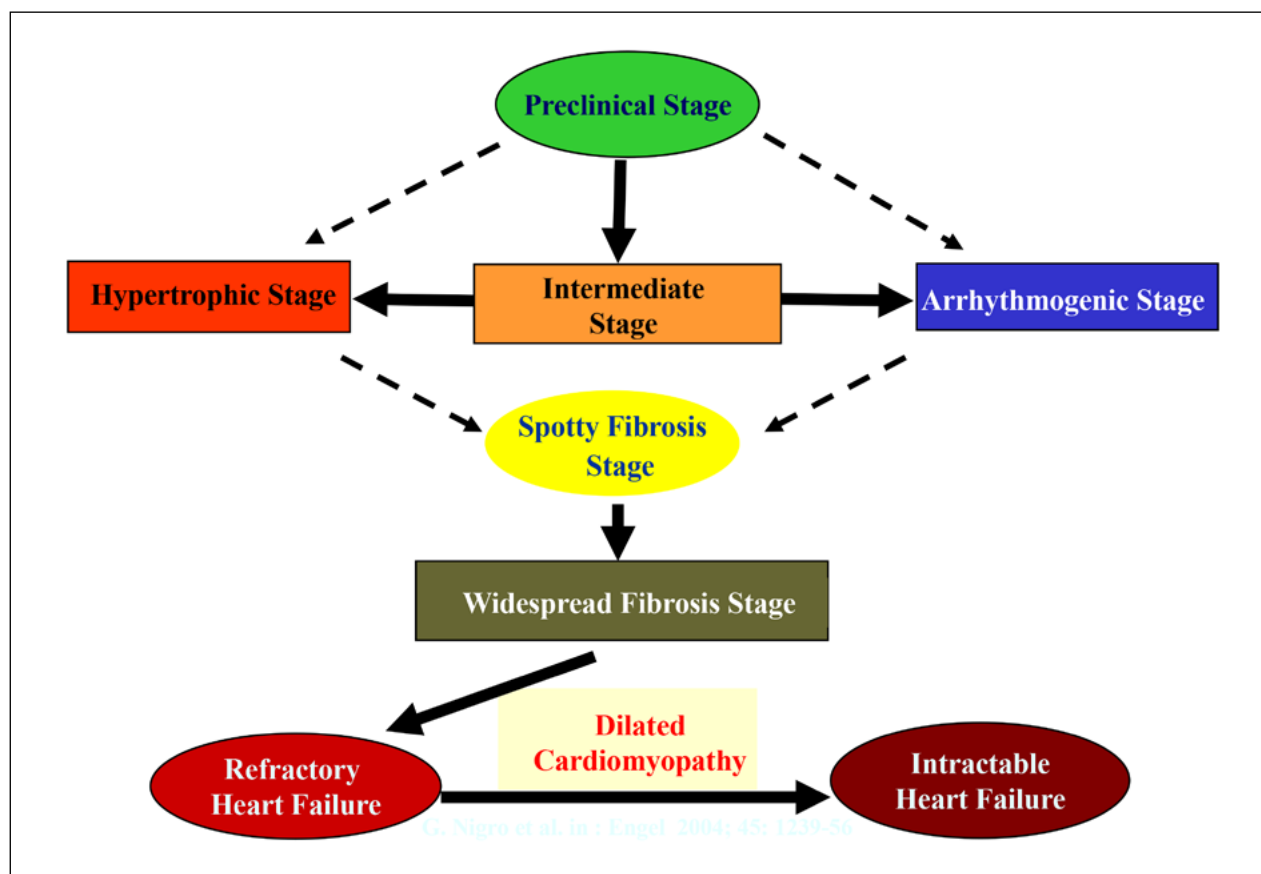 Preclinical Stage
Hypertrophic Stage
Intermediate
Stage
Arrhythmogenic Stage
Spotty Fibrosis
Stage
Widespread Fibrosis Stage
Dilated
Cardiomyopathy
Refractory
Heart Failure
Intractable
Heart Failure
G. Nigro et al. in : Engel 2004; 45: 1239-56